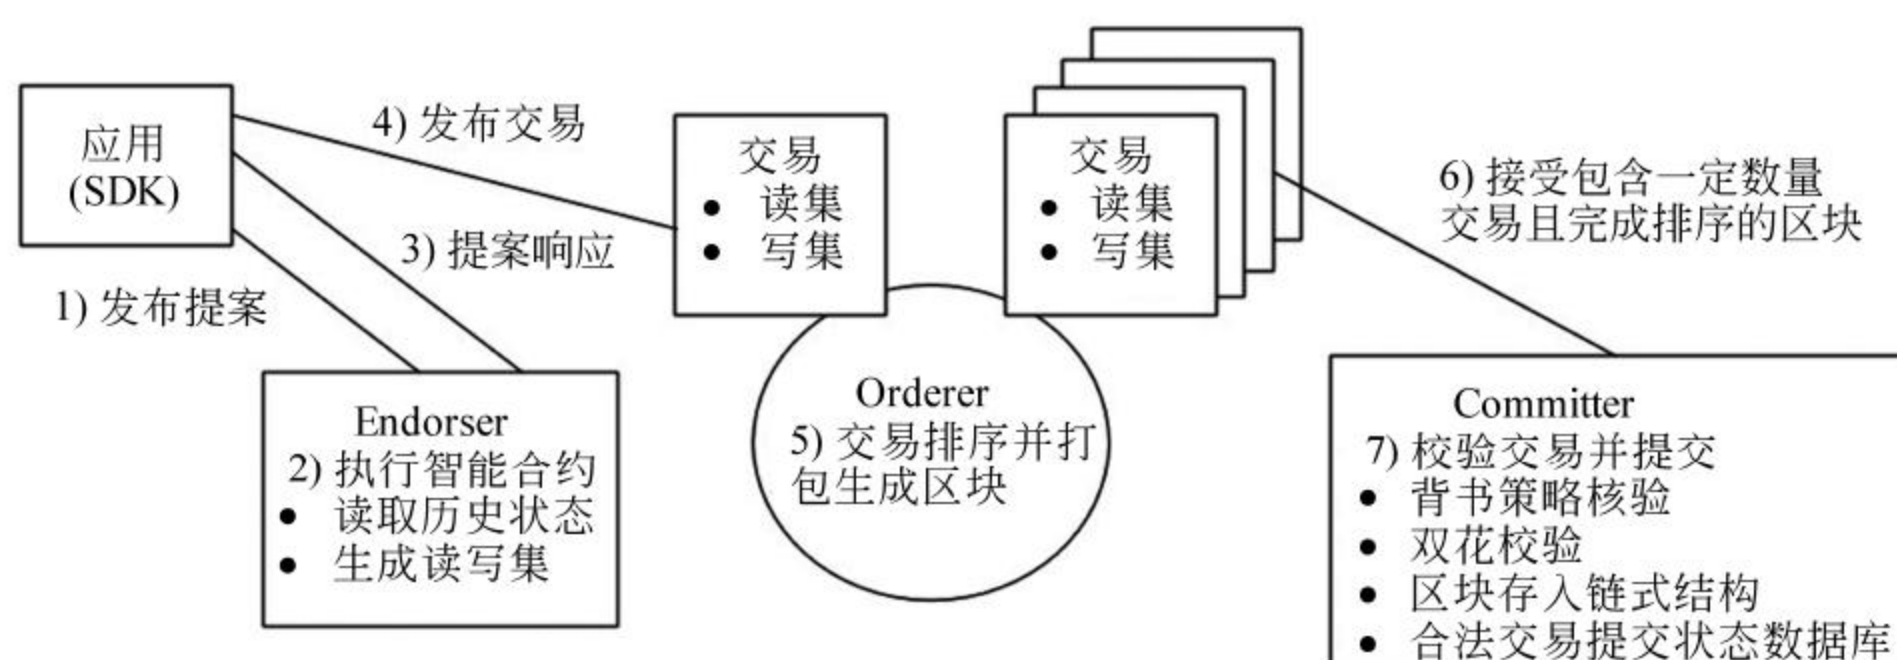 应用
(SDK)
4) 发布交易
3) 提案响应
1) 发布提案
Endorser
2) 执行智能合约
● 读取历史状态
● 生成读写集
交易
● 读集
● 写集
Orderer
5) 交易排序并打
包生成区块
交易
● 读集
● 写集
6) 接受包含一定数量
交易且完成排序的区块
Committer
7) 校验交易并提交
● 背书策略核验
● 双花校验
● 区块存入链式结构
● 合法交易提交状态数据库